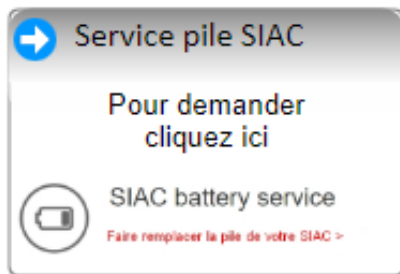 Service pile SIAC
Pour demander
cliquez ici
SIAC battery service
Faire remplacer la pile de votre SIAC >